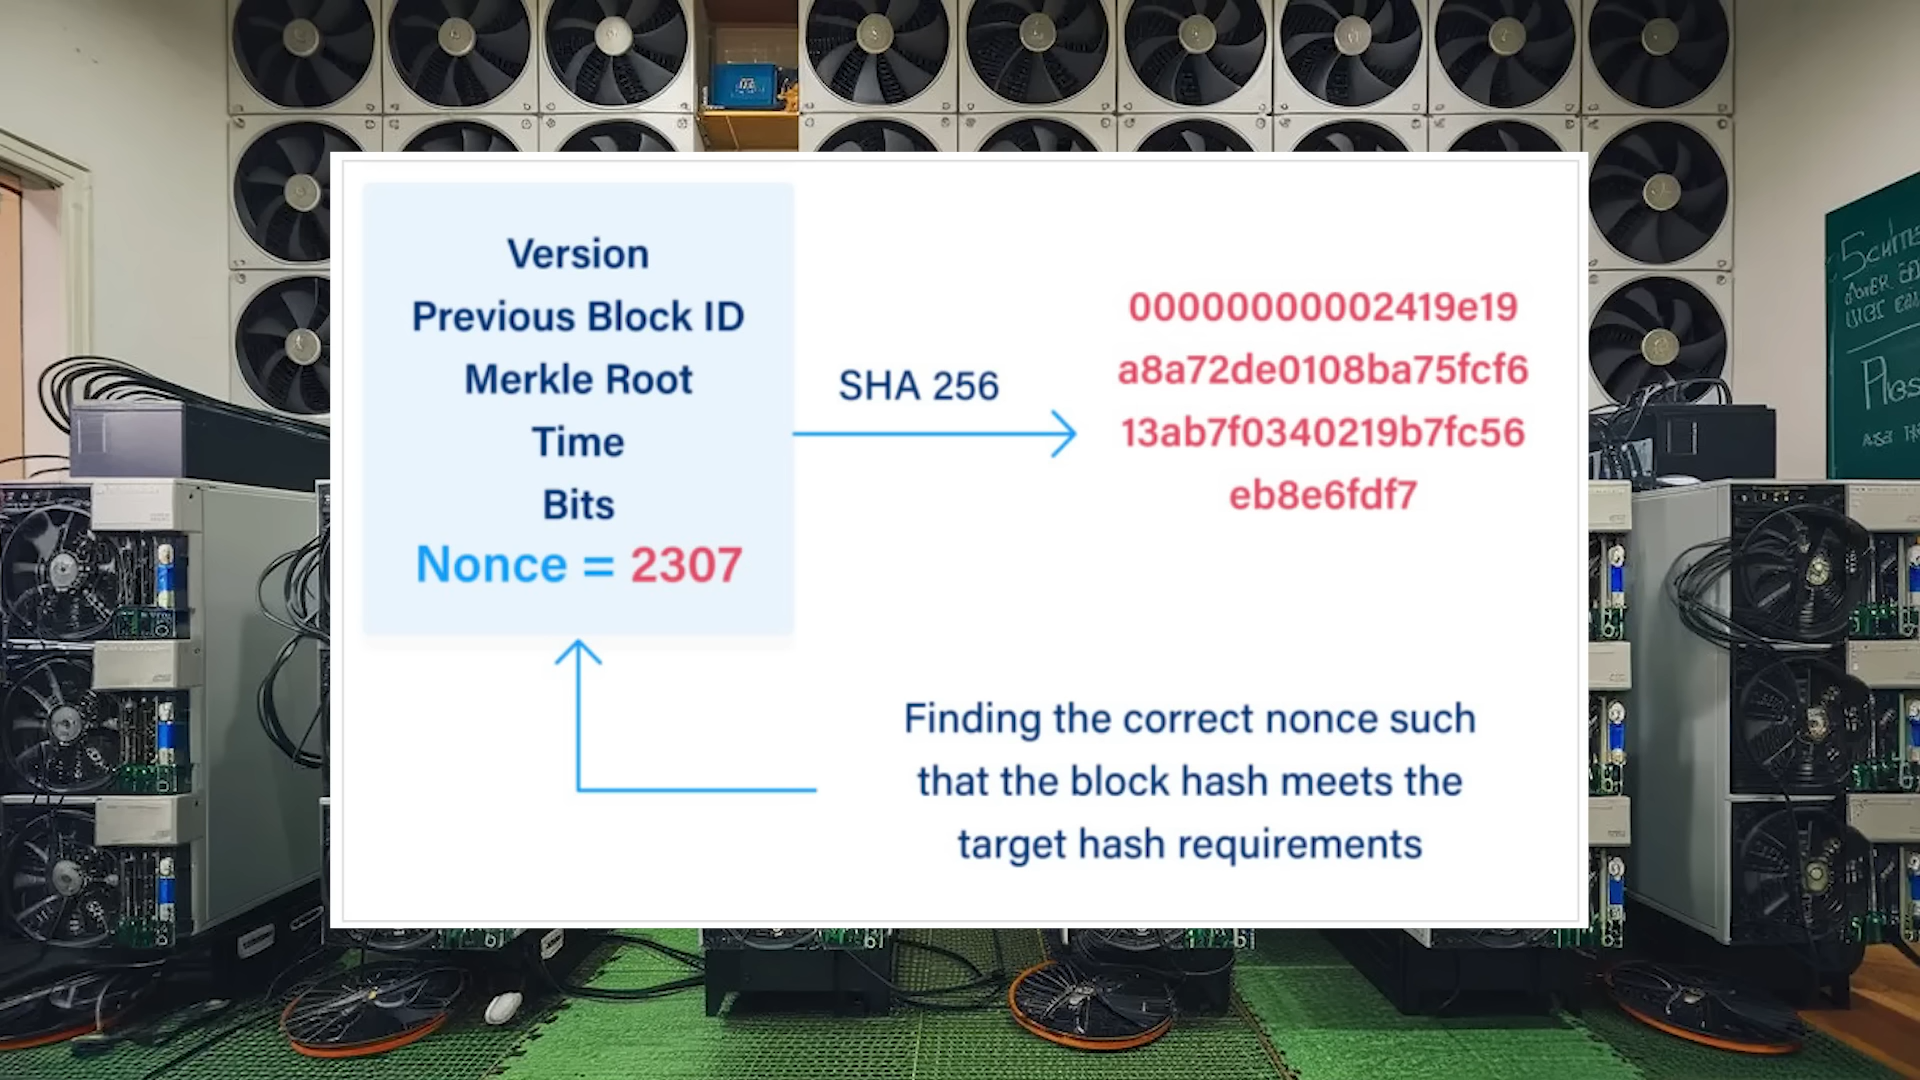 Version
Previous Block ID
Merkle Root
Time
Bits
Nonce = 2307
SHA 256
00000000002419e19
a8a72de0108ba75fcf6
13ab7f0340219b7fc56
eb8e6fdf7
Finding the correct nonce such
that the block hash meets the
target hash requirements